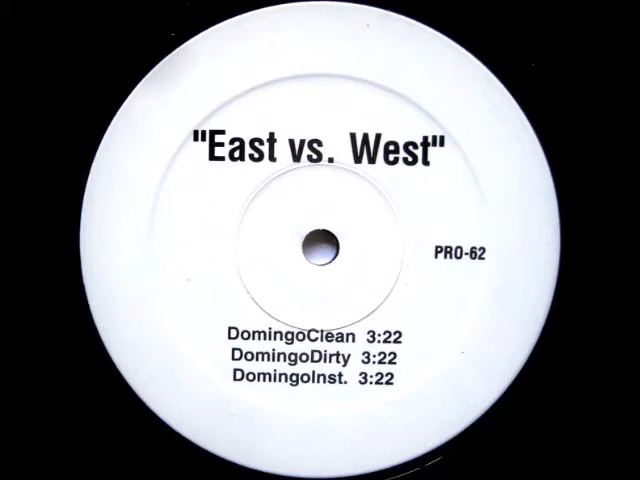 "East vs. West"
PRO-62
DomingoClean 3:22
DomingoDirty 3:22
DomingoInst. 3:22